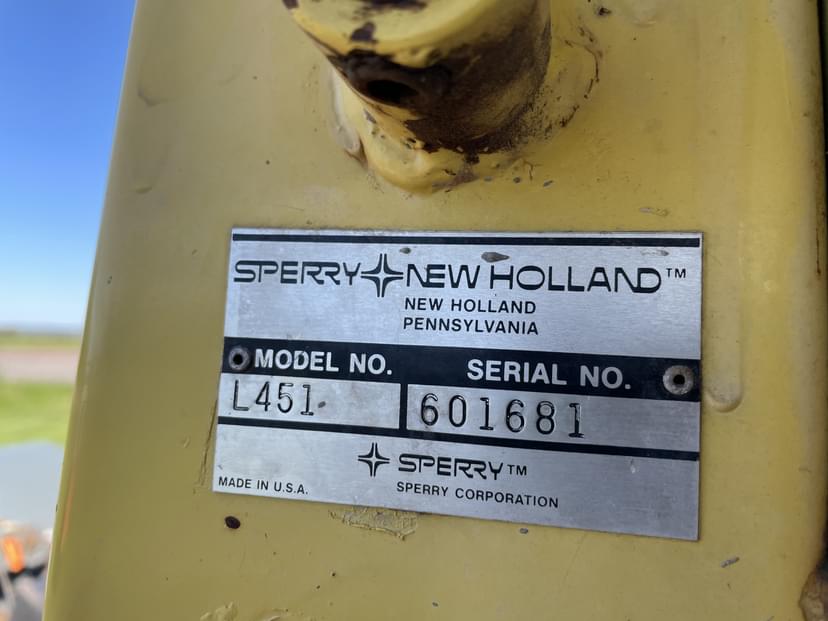 SPERRY NEW HOLLAND™
NEW HOLLAND
PENNSYLVANIA
MODEL NO. SERIAL NO.
L451 601681
SPERRY™
MADE IN U.S.A. SPERRY CORPORATION